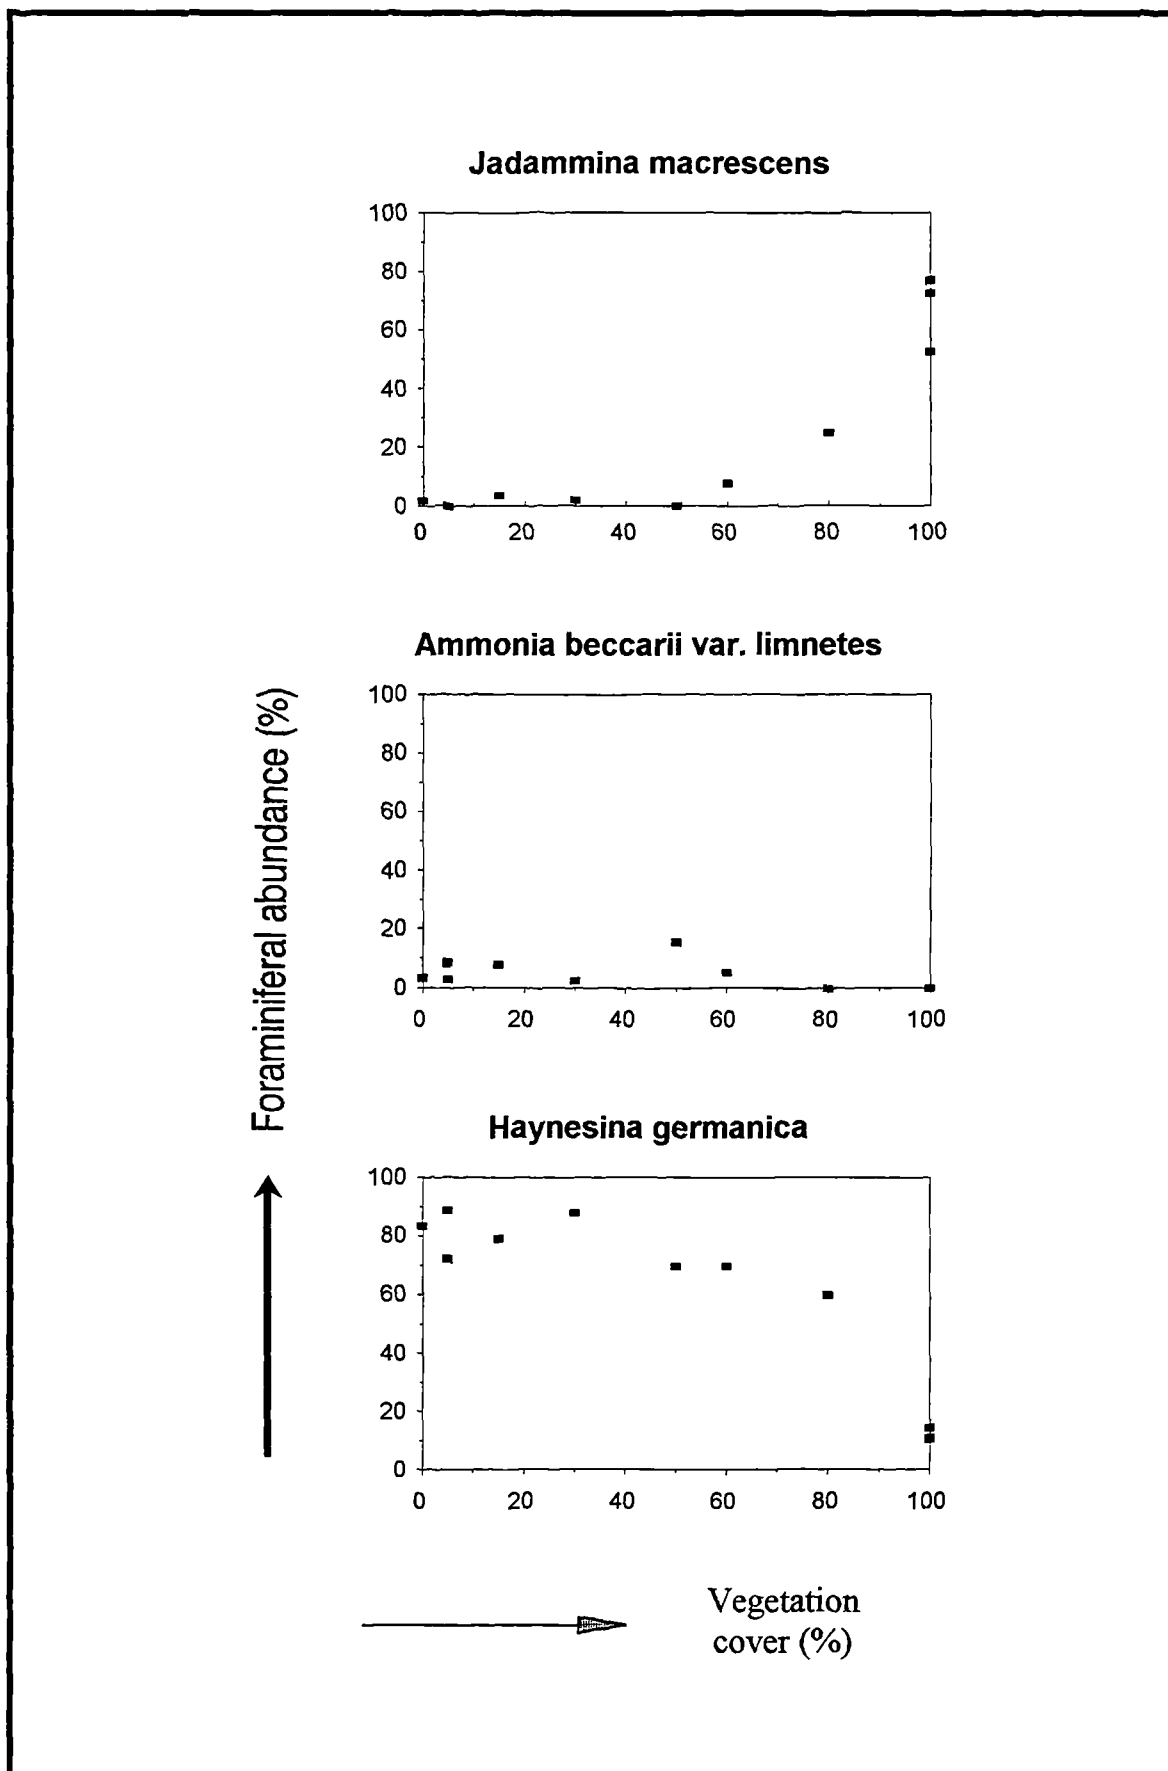 Jadammina macrescens
100
80
60
40
20
0
0 20 40 60 80 100
Ammonia beccarii var. limnetes
100
80
60
40
20
0
0 20 40 60 80 100
Foraminiferal abundance (%)
Haynesina germanica
100
80
60
40
20
0
0 20 40 60 80 100
Vegetation
cover (%)